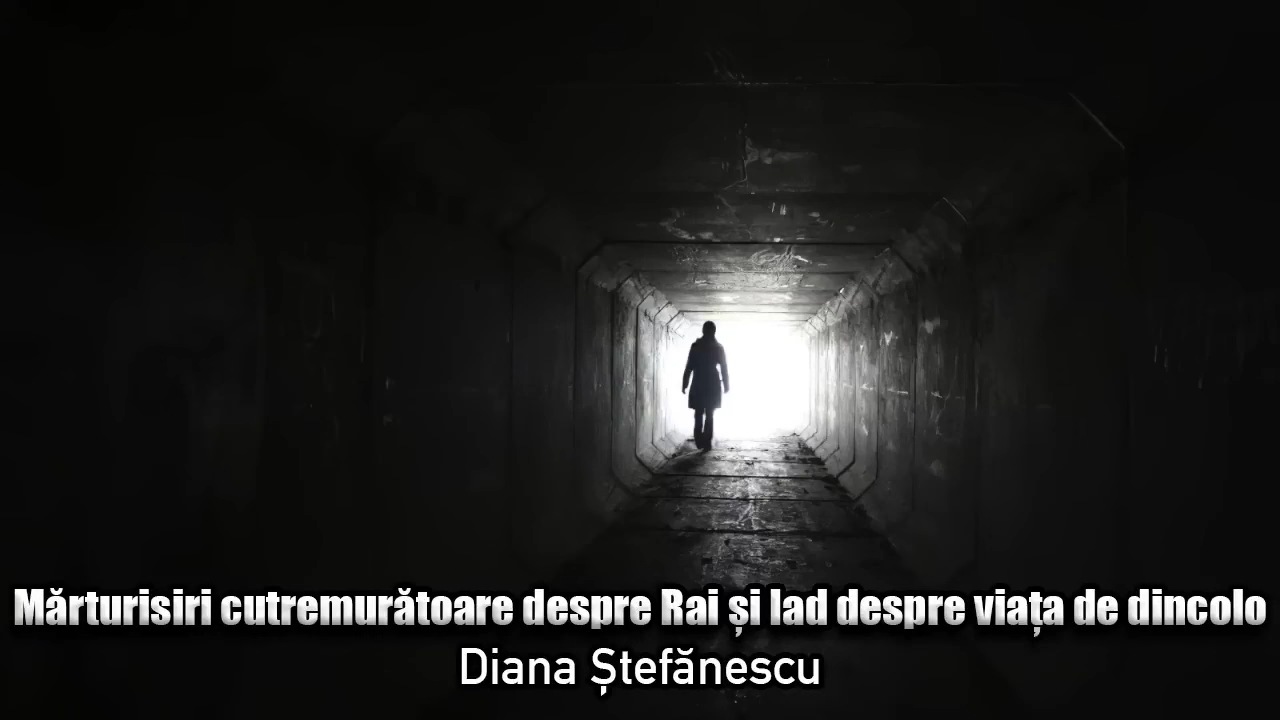 Mărturisiri cutremurătoare despre Rai și Iad despre viața de dincolo
Diana Ștefănescu